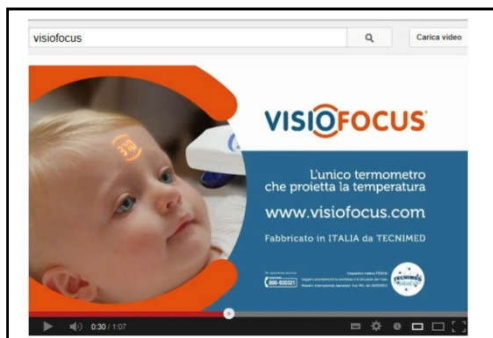 visiofocus
Carica video
VISIOFOCUS
L'unico termometro
che proietta la temperatura
www.visiofocus.com
Fabbricato in ITALIA da TECNIMED
TECNIMED
0:30 / 1:07